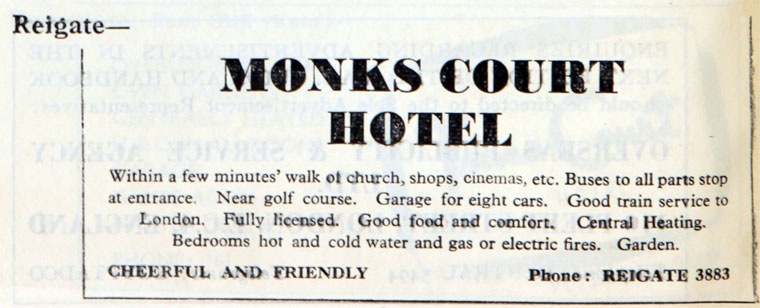 Reigate—
MONKS COURT
HOTEL
Within a few minutes' walk of church, shops, cinemas, etc. Buses to all parts stop
at entrance. Near golf course. Garage for eight cars. Good train service to
London. Fully licensed. Good food and comfort. Central Heating.
Bedrooms hot and cold water and gas or electric fires. Garden.
CHEERFUL AND FRIENDLY Phone: REIGATE 3883